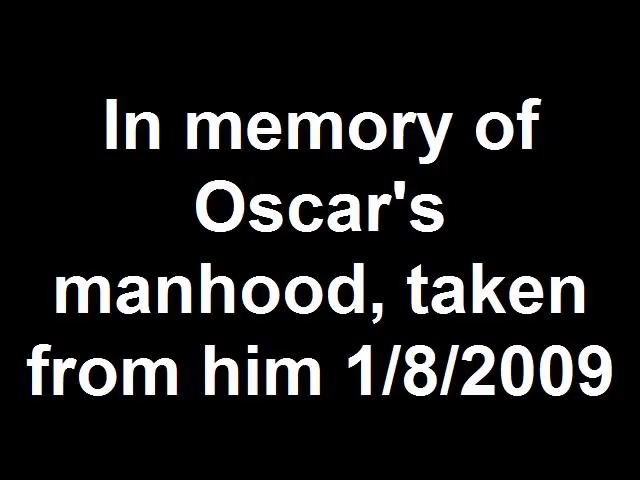 In memory of
Oscar's
manhood, taken
from him 1/8/2009